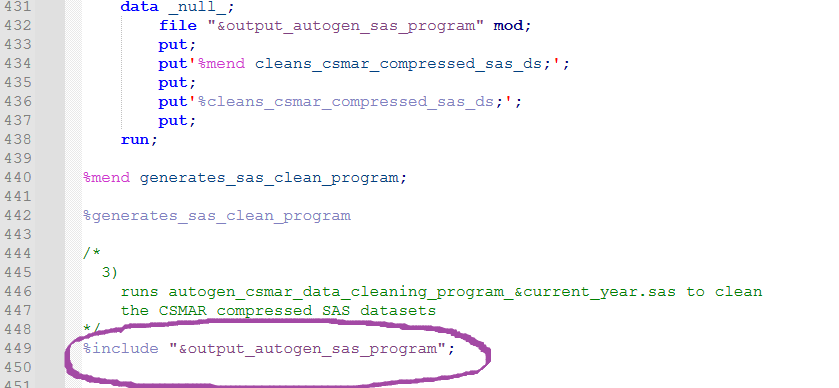 431 data _null_;
432 file "&output_autogen_sas_program" mod;
433 put;
434 put'%mend cleans_csmar_compressed_sas_ds;';
435 put;
436 put'%cleans_csmar_compressed_sas_ds;';
437 put;
438 run;
439
440 %mend generates_sas_clean_program;
441
442 %generates_sas_clean_program
443
444 /*
445 3)
446 runs autogen_csmar_data_cleaning_program_&current_year.sas to clean
447 the CSMAR compressed SAS datasets
448 */
449 %include "&output_autogen_sas_program";
450
451